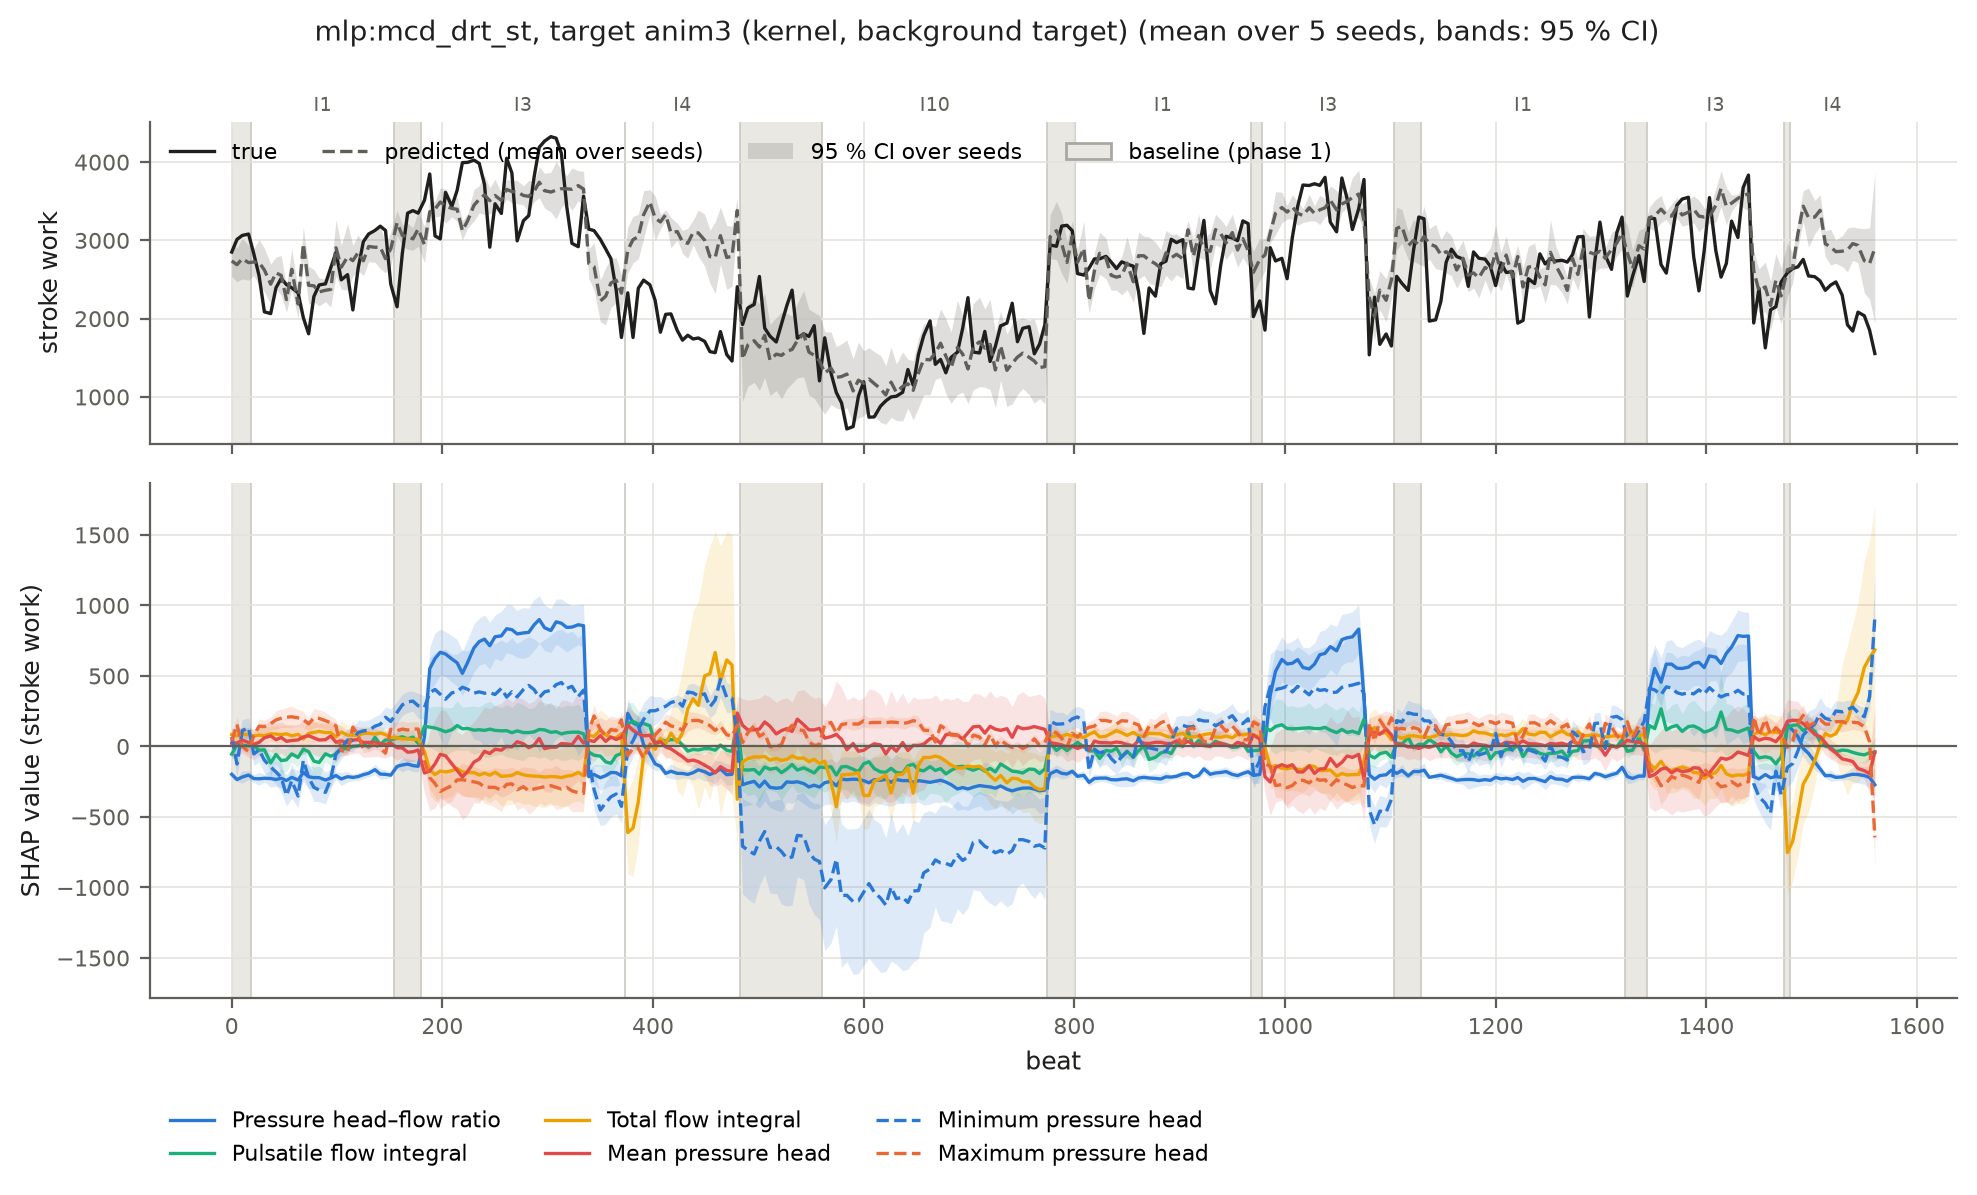 mlp:mcd_drt_st, target anim3 (kernel, background target) (mean over 5 seeds, bands: 95 % CI)
I1 I3 I4 I10 I1 I3 I1 I3 I4
true predicted (mean over seeds) 95 % CI over seeds baseline (phase 1)
stroke work
4000
3000
2000
1000
SHAP value (stroke work)
1500
1000
500
0
−500
−1000
−1500
0 200 400 600 800 1000 1200 1400 1600
beat
Pressure head–flow ratio Total flow integral Minimum pressure head
Pulsatile flow integral Mean pressure head Maximum pressure head